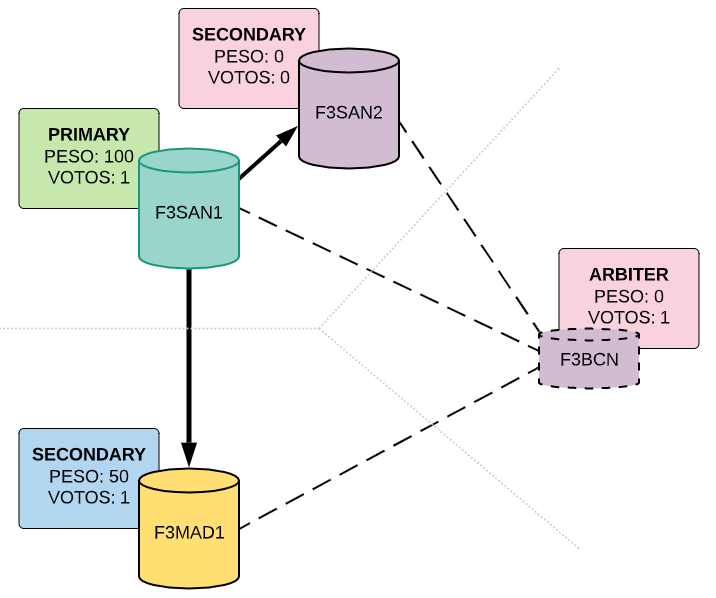 SECONDARY
PESO: 0
VOTOS: 0
F3SAN2
PRIMARY
PESO: 100
VOTOS: 1
F3SAN1
ARBITER
PESO: 0
VOTOS: 1
F3BCN
SECONDARY
PESO: 50
VOTOS: 1
F3MAD1